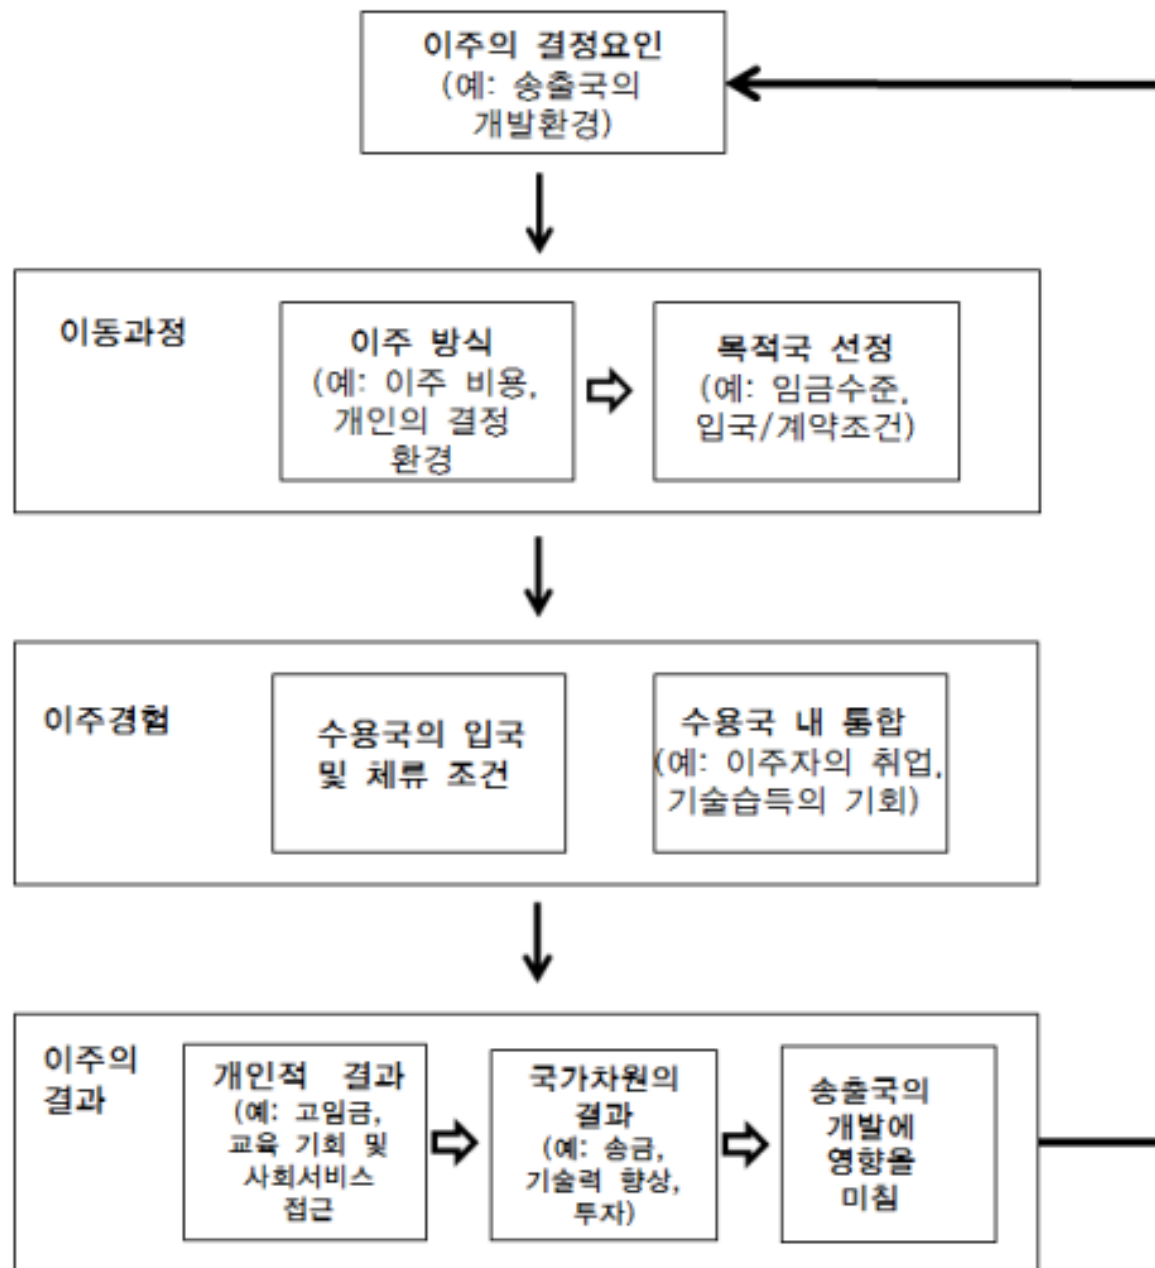 이주의 결정요인
(예: 송출국의
개발환경)
이동과정
이주 방식
(예: 이주 비용,
개인의 결정
환경
목적국 선정
(예: 임금수준,
입국/계약조건)
이주경험
수용국의 입국
및 체류 조건
수용국 내 통합
(예: 이주자의 취업,
기술습득의 기회)
이주의
결과
개인적 결과
(예: 고임금,
교육 기회 및
사회서비스
접근
국가차원의
결과
(예: 송금,
기술력 향상,
투자)
송출국의
개발에
영향을
미침